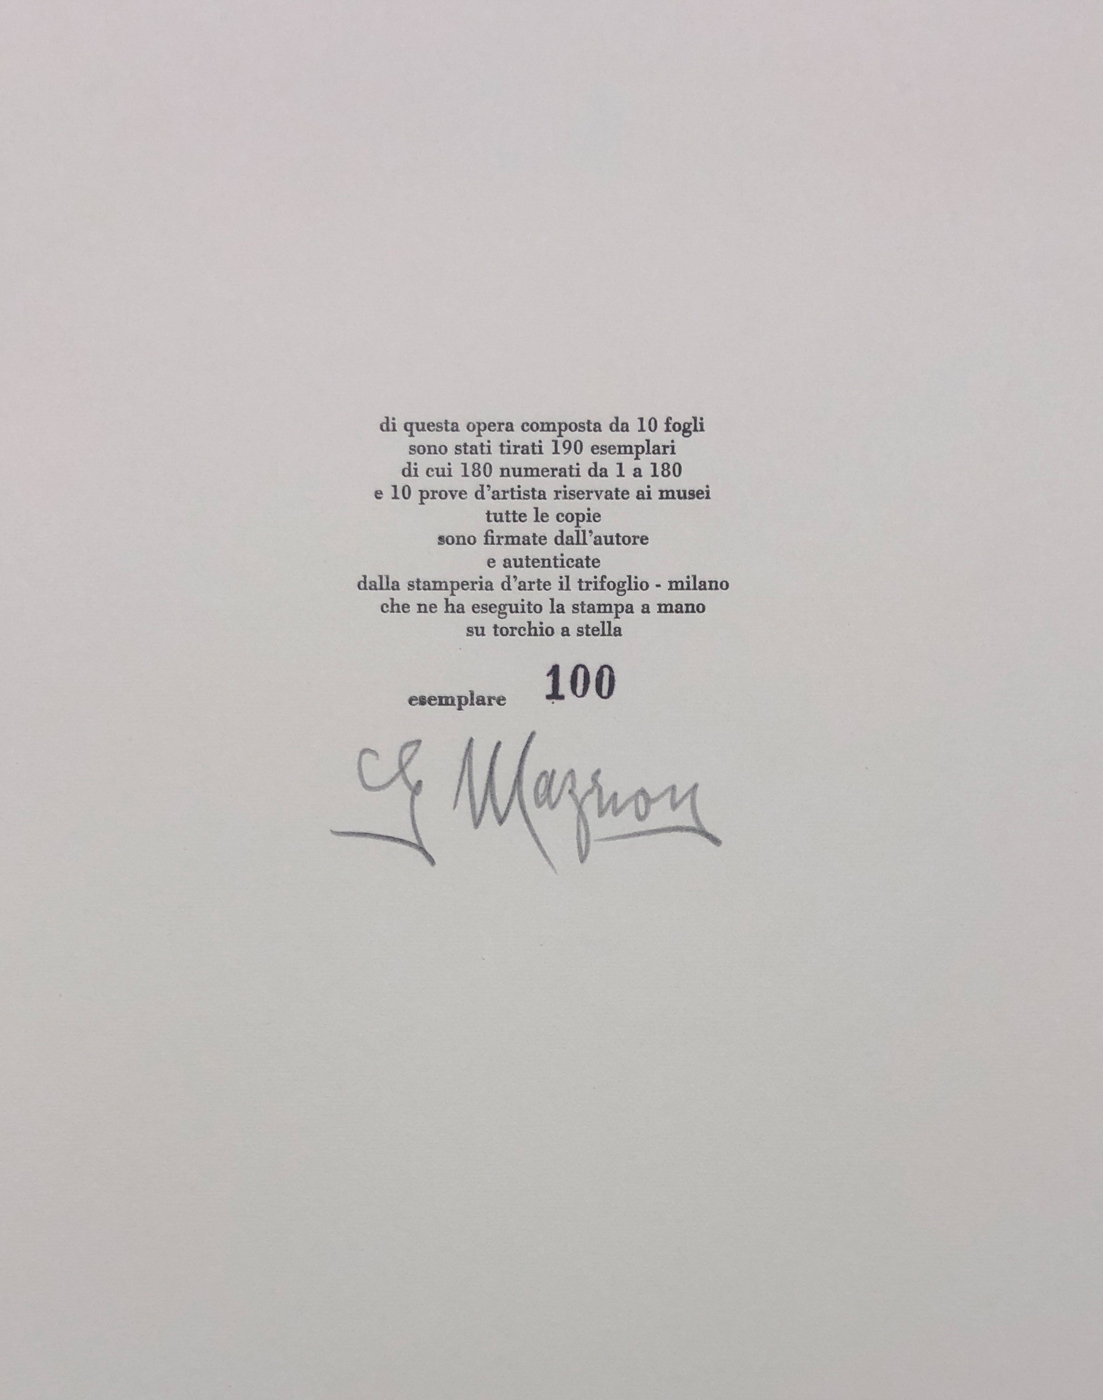 di questa opera composta da 10 fogli
sono stati tirati 190 esemplari
di cui 180 numerati da 1 a 180
e 10 prove d'artista riservate ai musei
tutte le copie
sono firmate dall'autore
e autenticate
dalla stamperia d'arte il trifoglio - milano
che ne ha eseguito la stampa a mano
su torchio a stella
esemplare 100